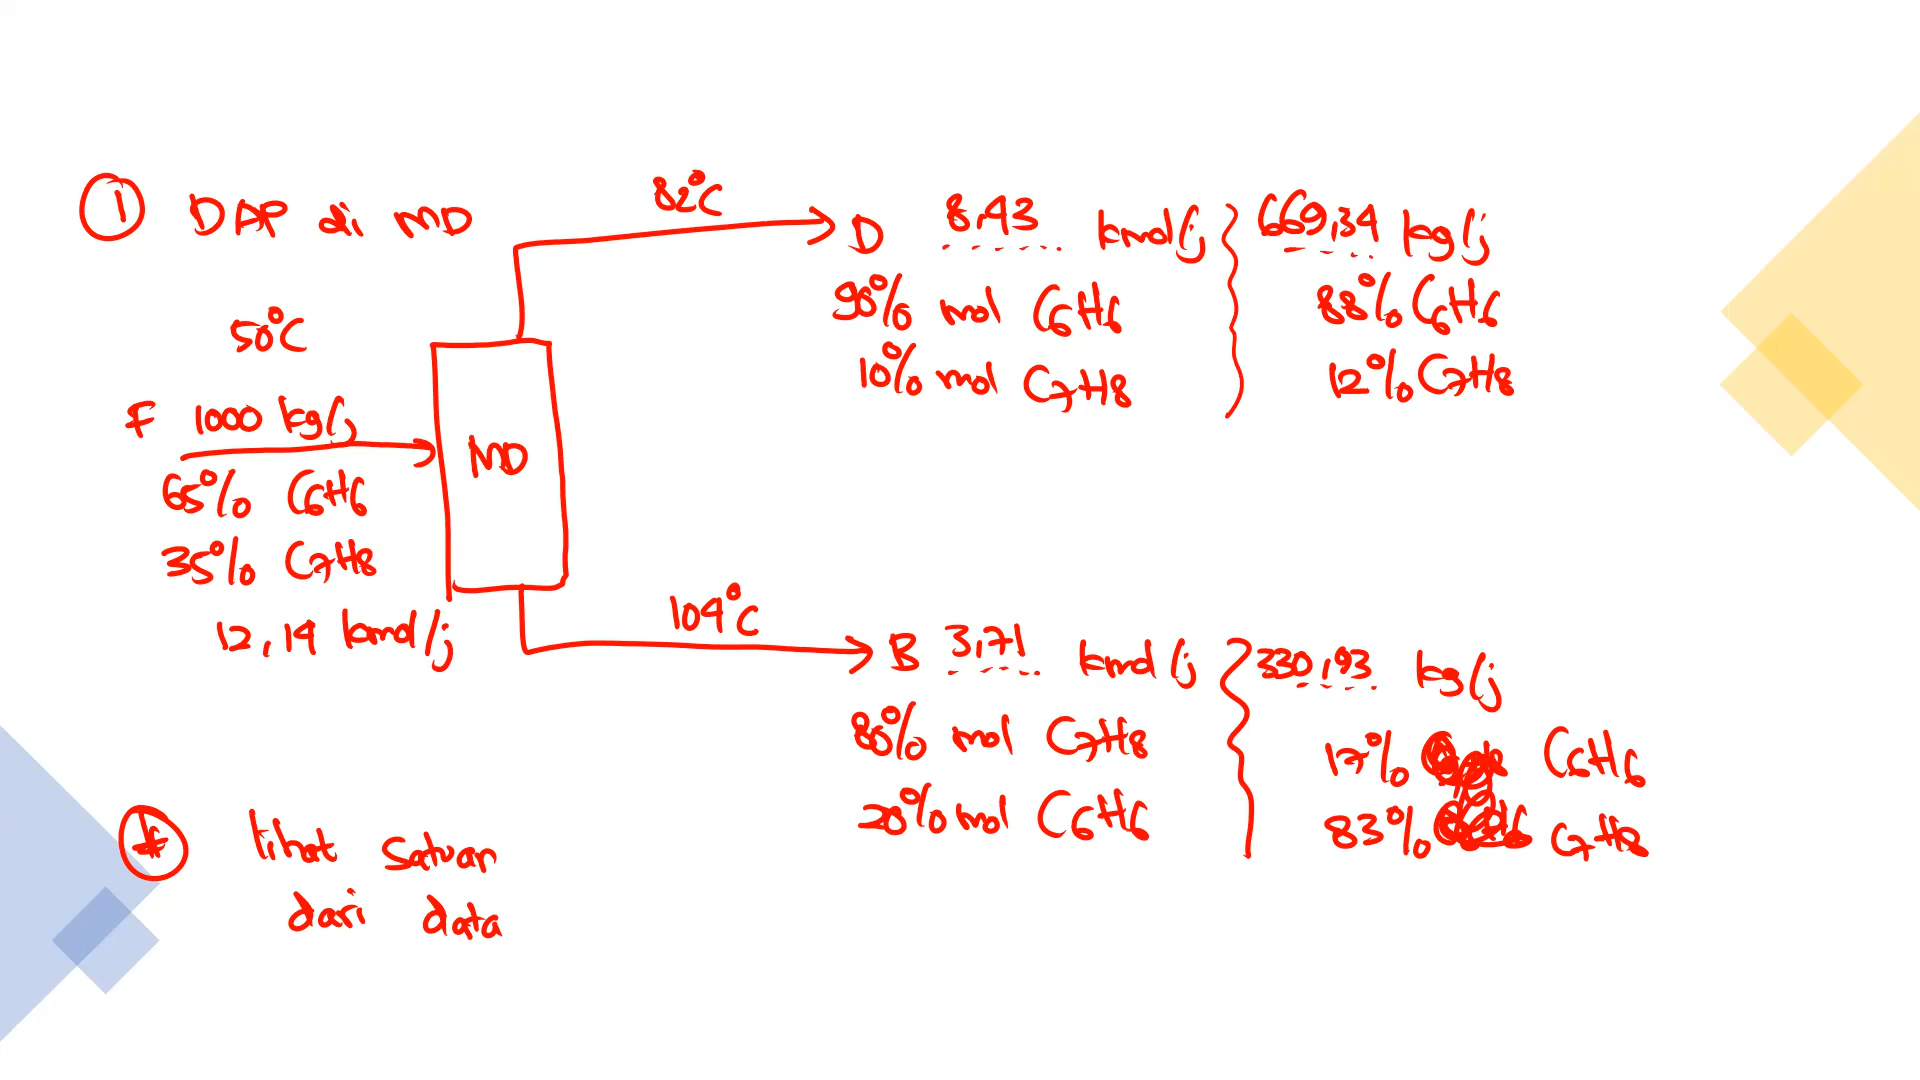 1 DAP di MD
82°C
D 8,43 kmol/j 669,34 kg/j
90% mol C6H6 88% C6H6
10% mol C7H8 12% C7H8
50°C
F 1000 kg/j
65% C6H6
35% C7H8
12,14 kmol/j
MD
104°C
B 3,71 kmol/j 330,93 kg/j
80% mol C7H8 17% C6H6
20% mol C6H6 83% C7H8
* lihat satuan
dari data